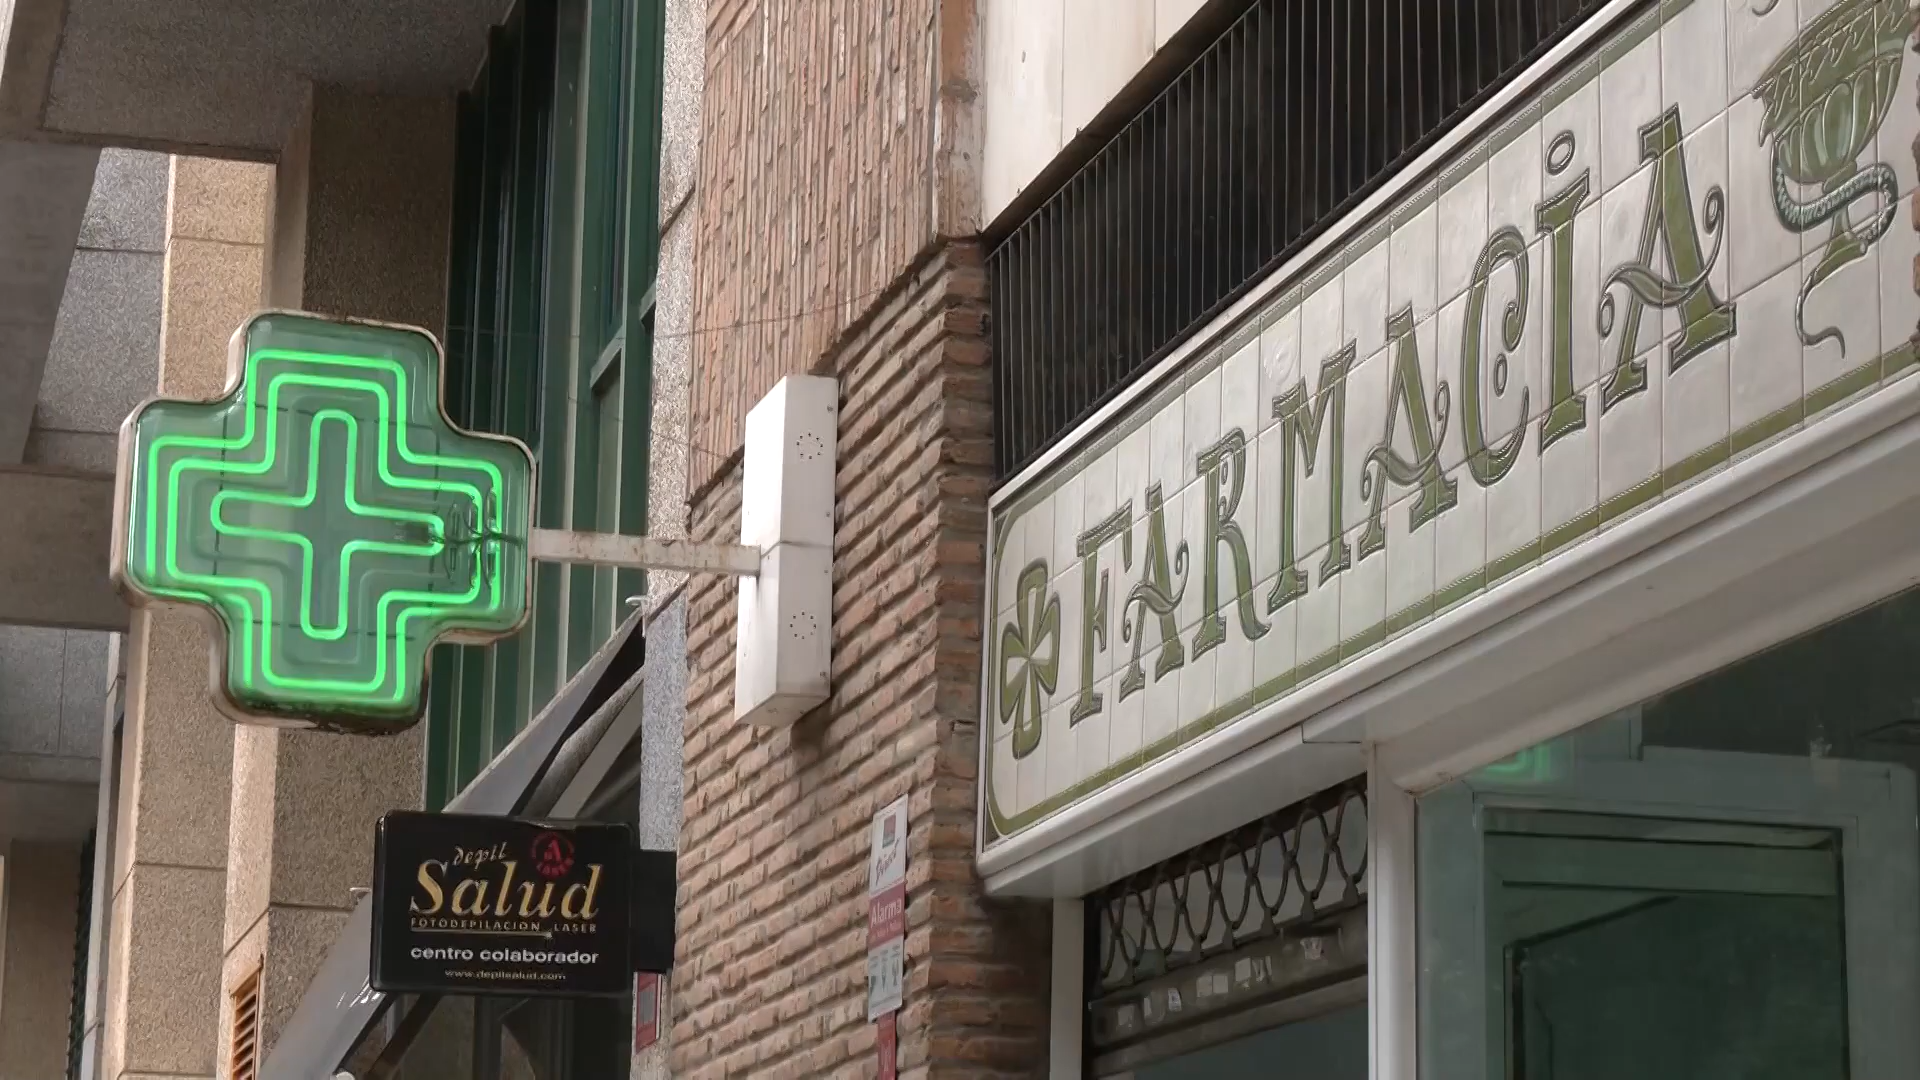 FARMACiA
depil
Salud
FOTODEPILACION LASER
centro colaborador
www.depilsalud.com
Alarma